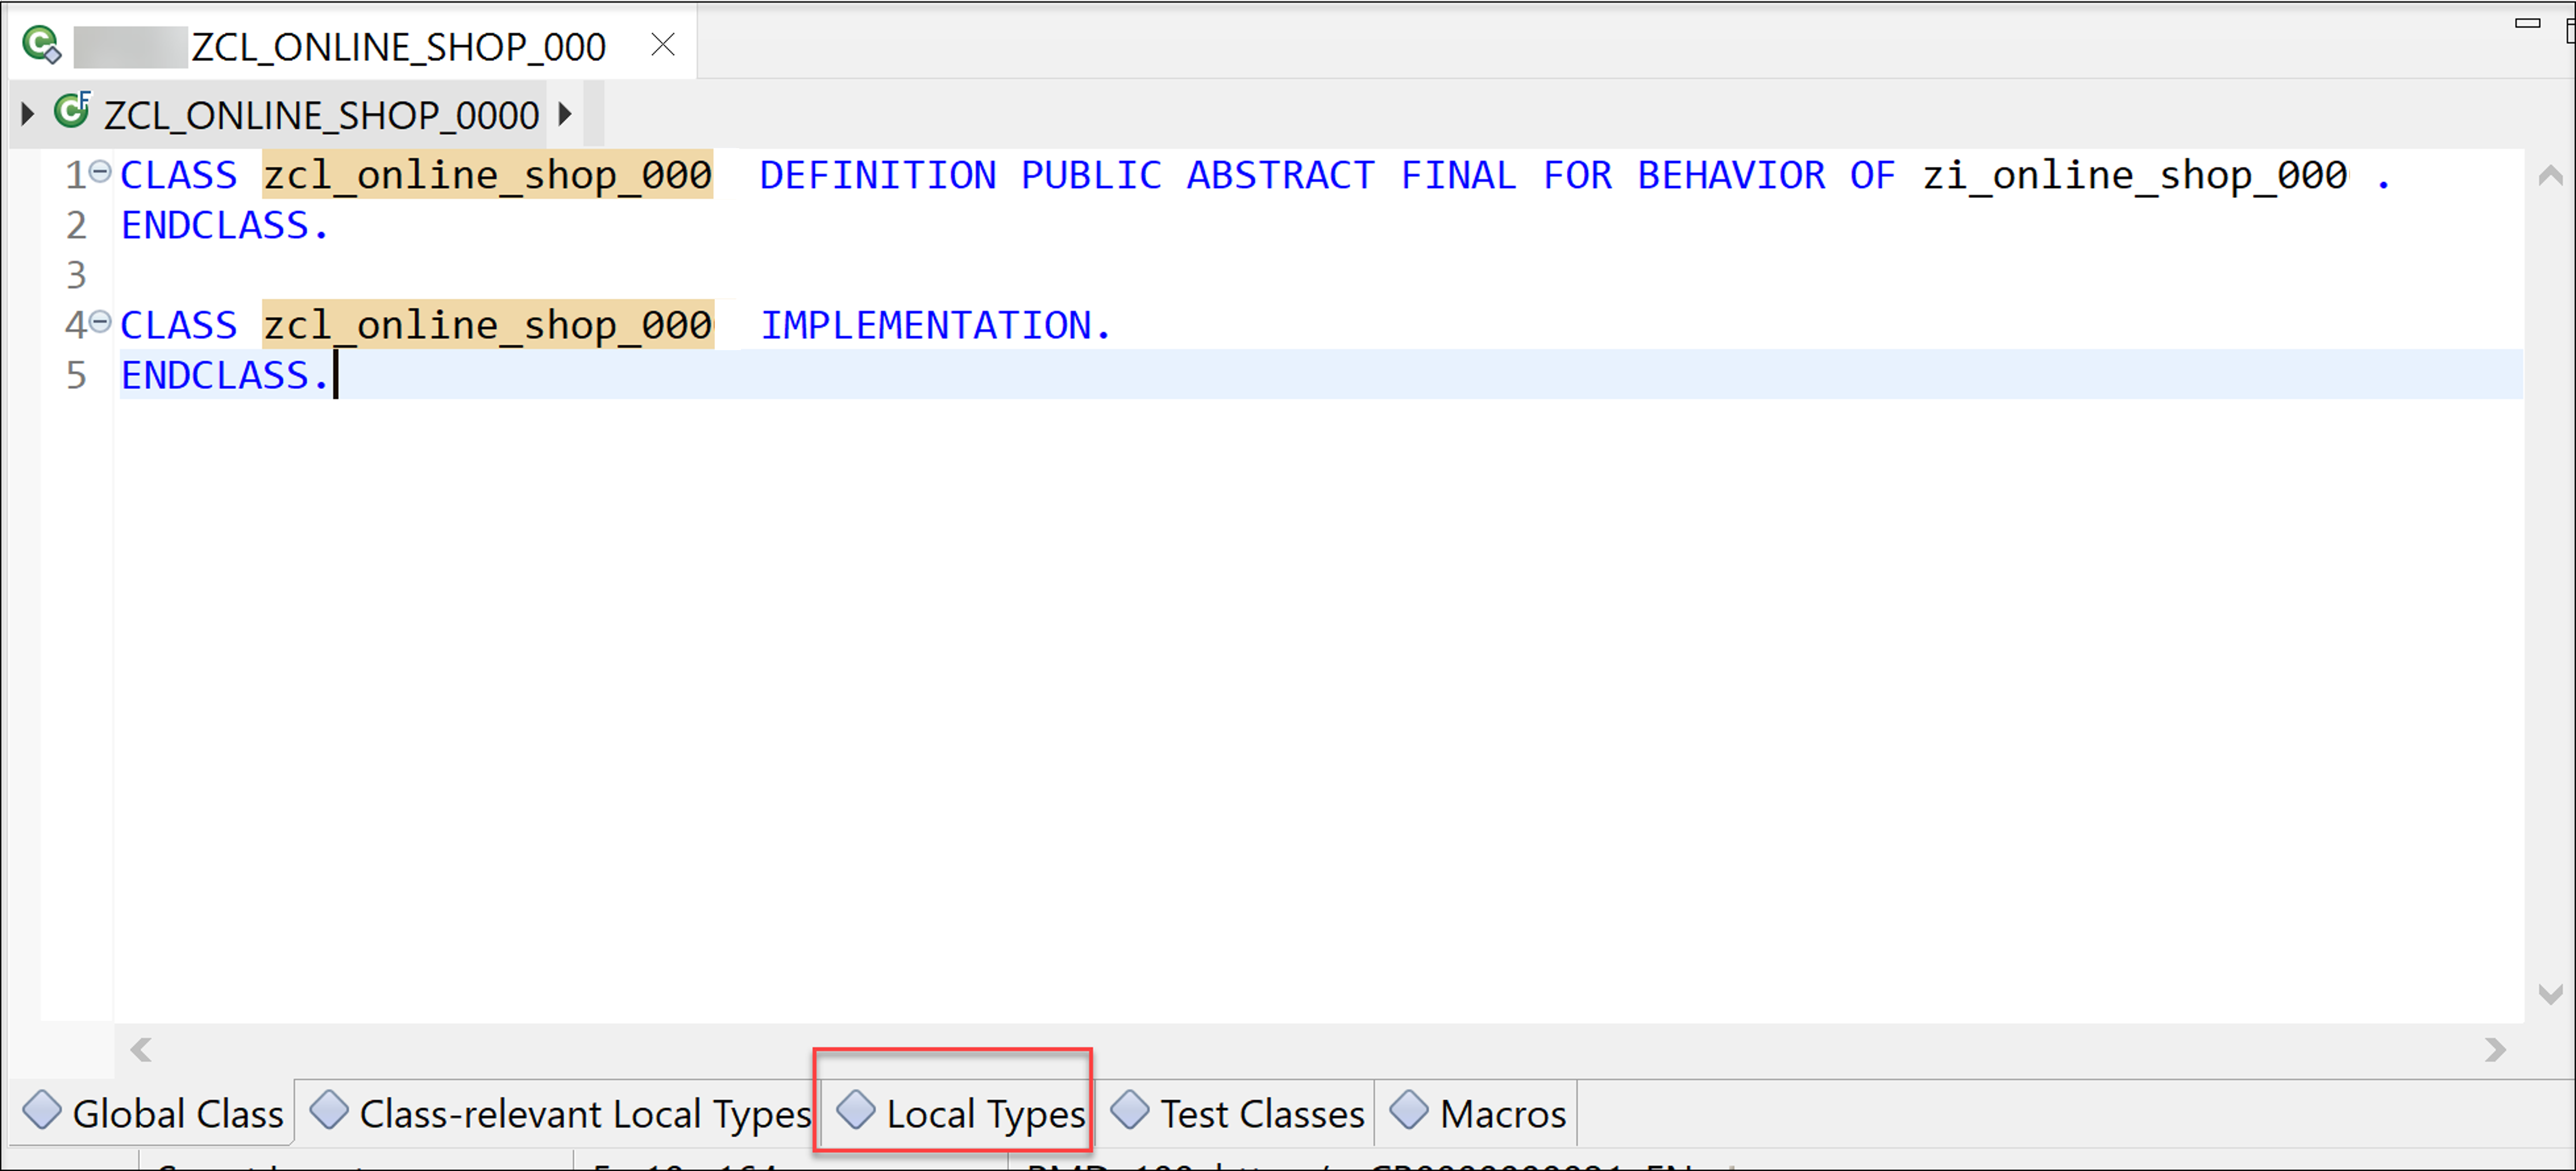 ZCL_ONLINE_SHOP_000
ZCL_ONLINE_SHOP_0000
1 CLASS zcl_online_shop_000 DEFINITION PUBLIC ABSTRACT FINAL FOR BEHAVIOR OF zi_online_shop_000 .
2 ENDCLASS.
3
4 CLASS zcl_online_shop_000 IMPLEMENTATION.
5 ENDCLASS.
Global Class Class-relevant Local Types Local Types Test Classes Macros